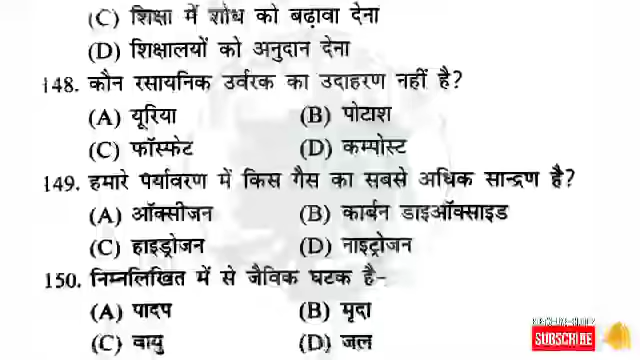 (C) शिक्षा में शोध को बढ़ावा देना
(D) शिक्षालयों को अनुदान देना
148. कौन रसायनिक उर्वरक का उदाहरण नहीं है?
(A) यूरिया (B) पोटाश
(C) फॉस्फेट (D) कम्पोस्ट
149. हमारे पर्यावरण में किस गैस का सबसे अधिक सान्द्रण है?
(A) ऑक्सीजन (B) कार्बन डाइऑक्साइड
(C) हाइड्रोजन (D) नाइट्रोजन
150. निम्नलिखित में से जैविक घटक है-
(A) पादप (B) मृदा
(C) वायु (D) जल
SUBSCRIBE